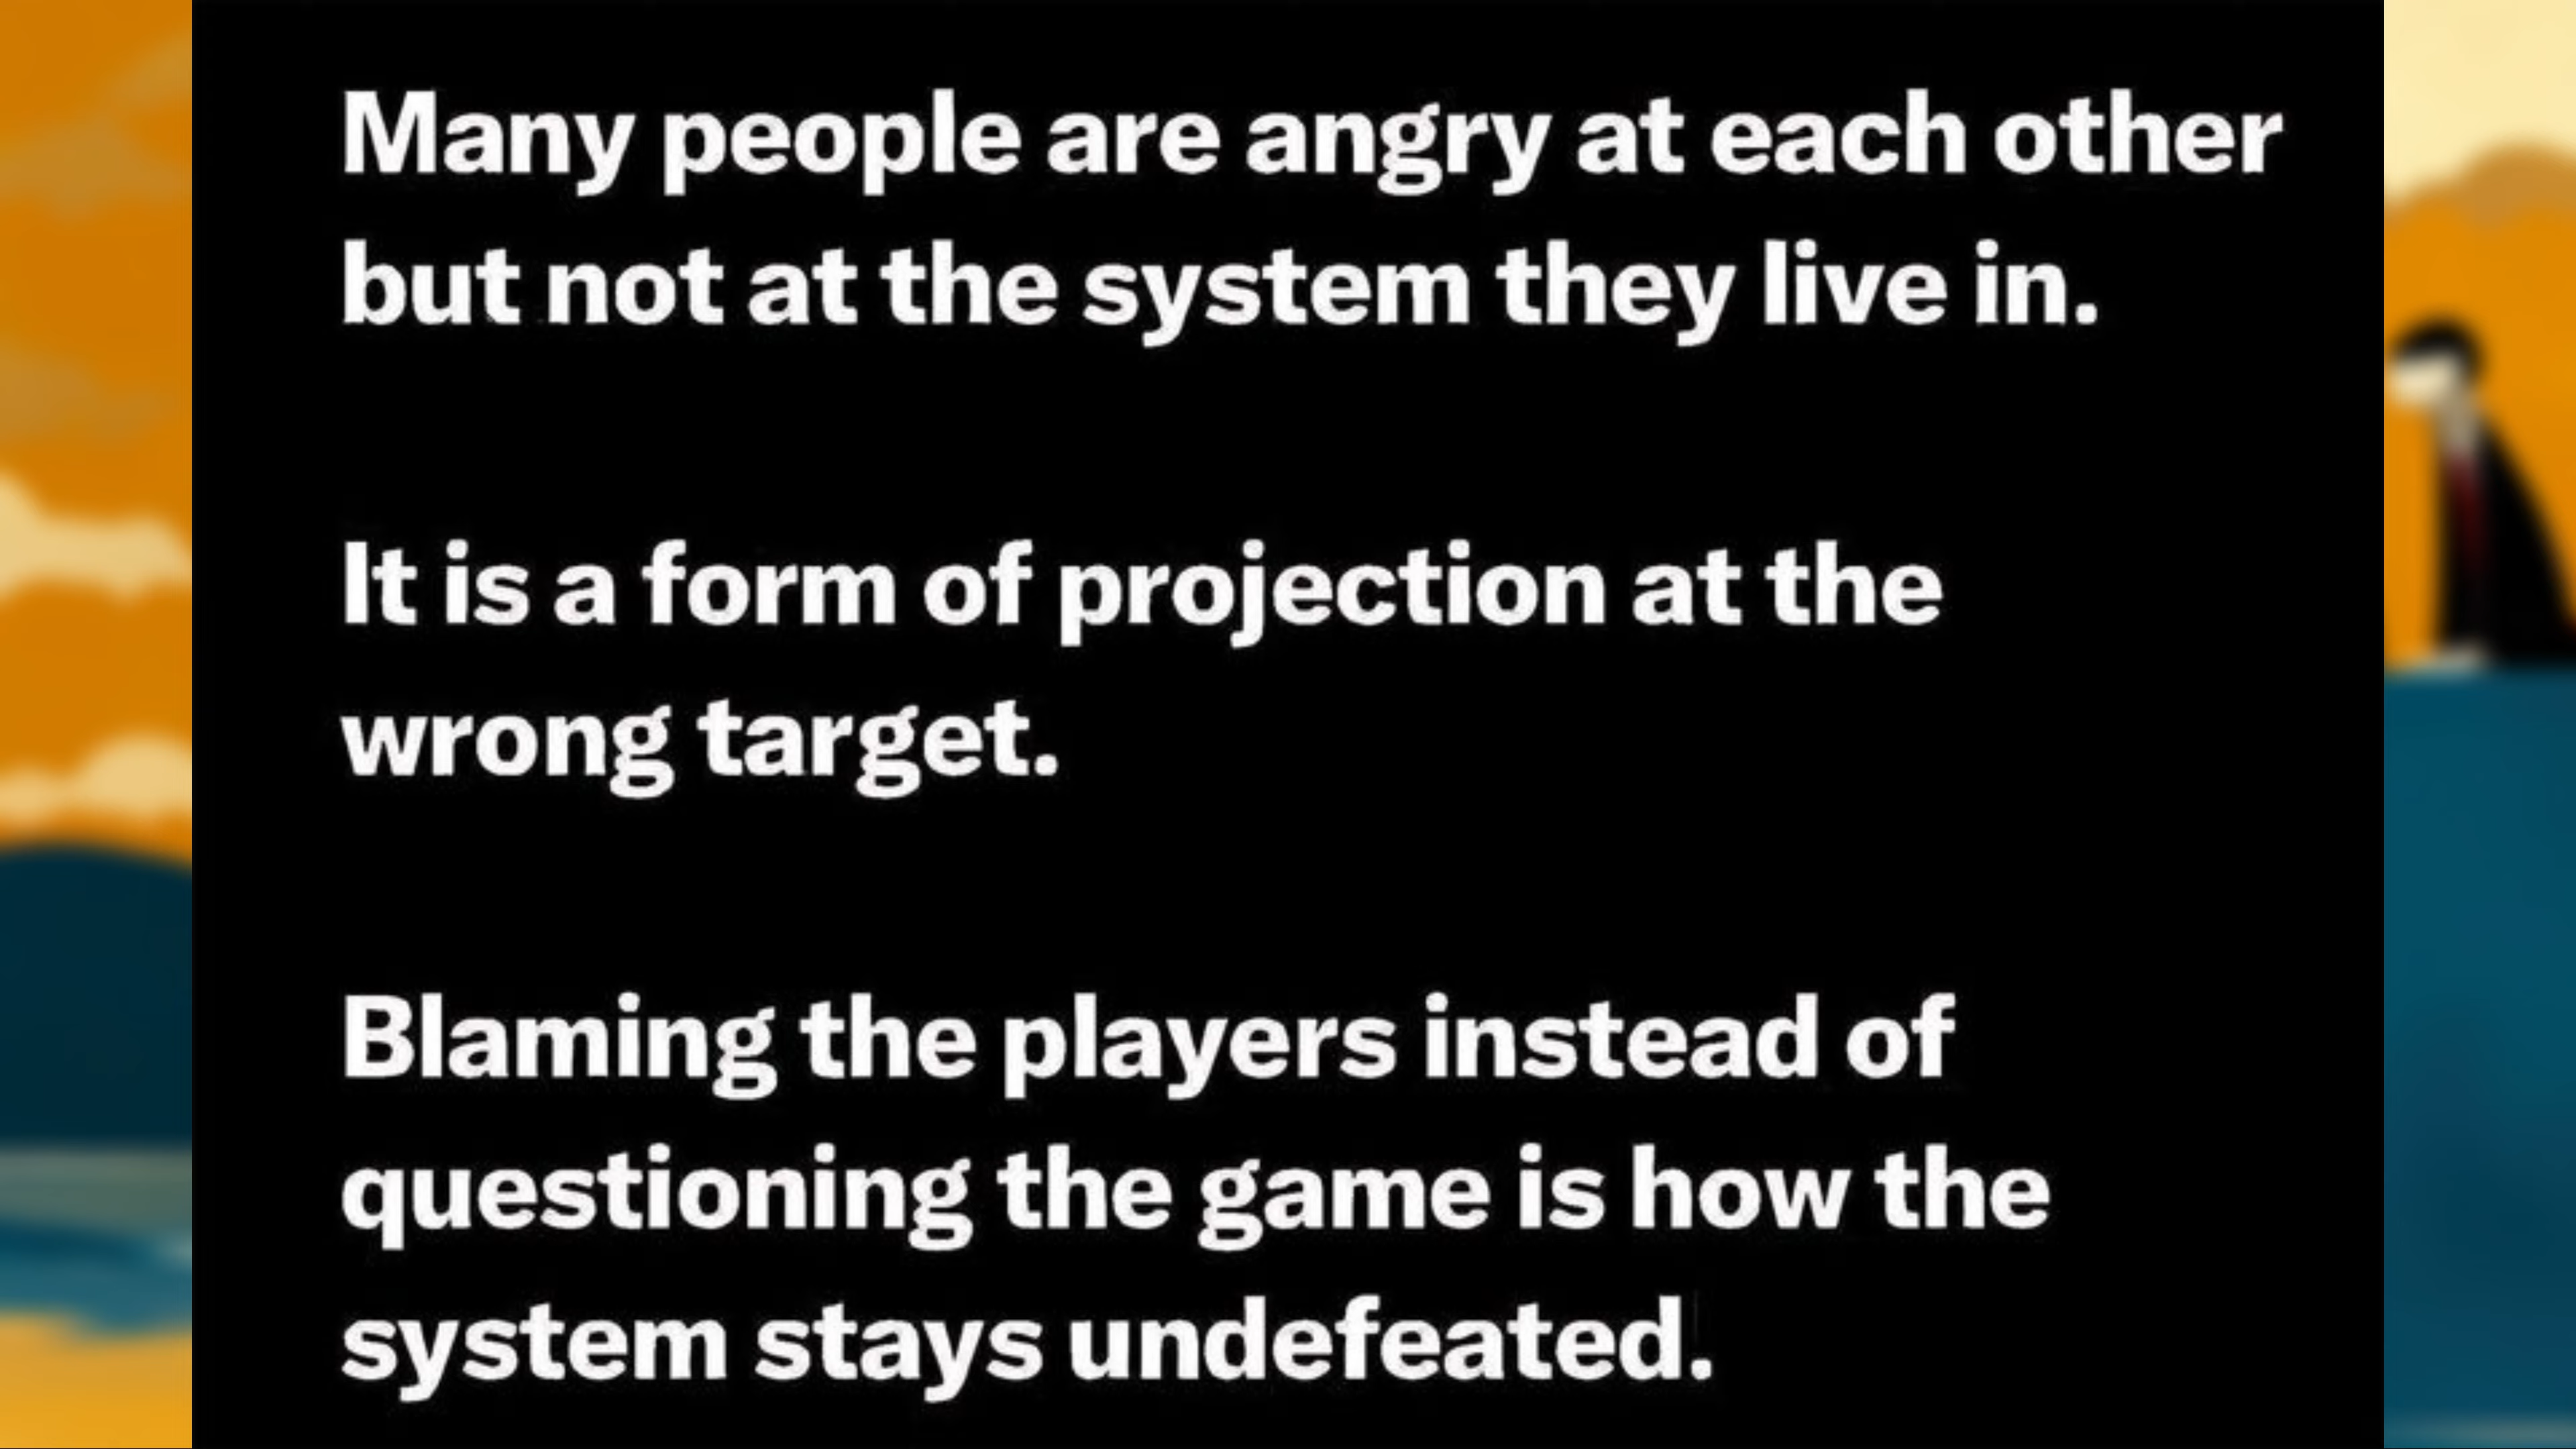 Many people are angry at each other
but not at the system they live in.
It is a form of projection at the
wrong target.
Blaming the players instead of
questioning the game is how the
system stays undefeated.